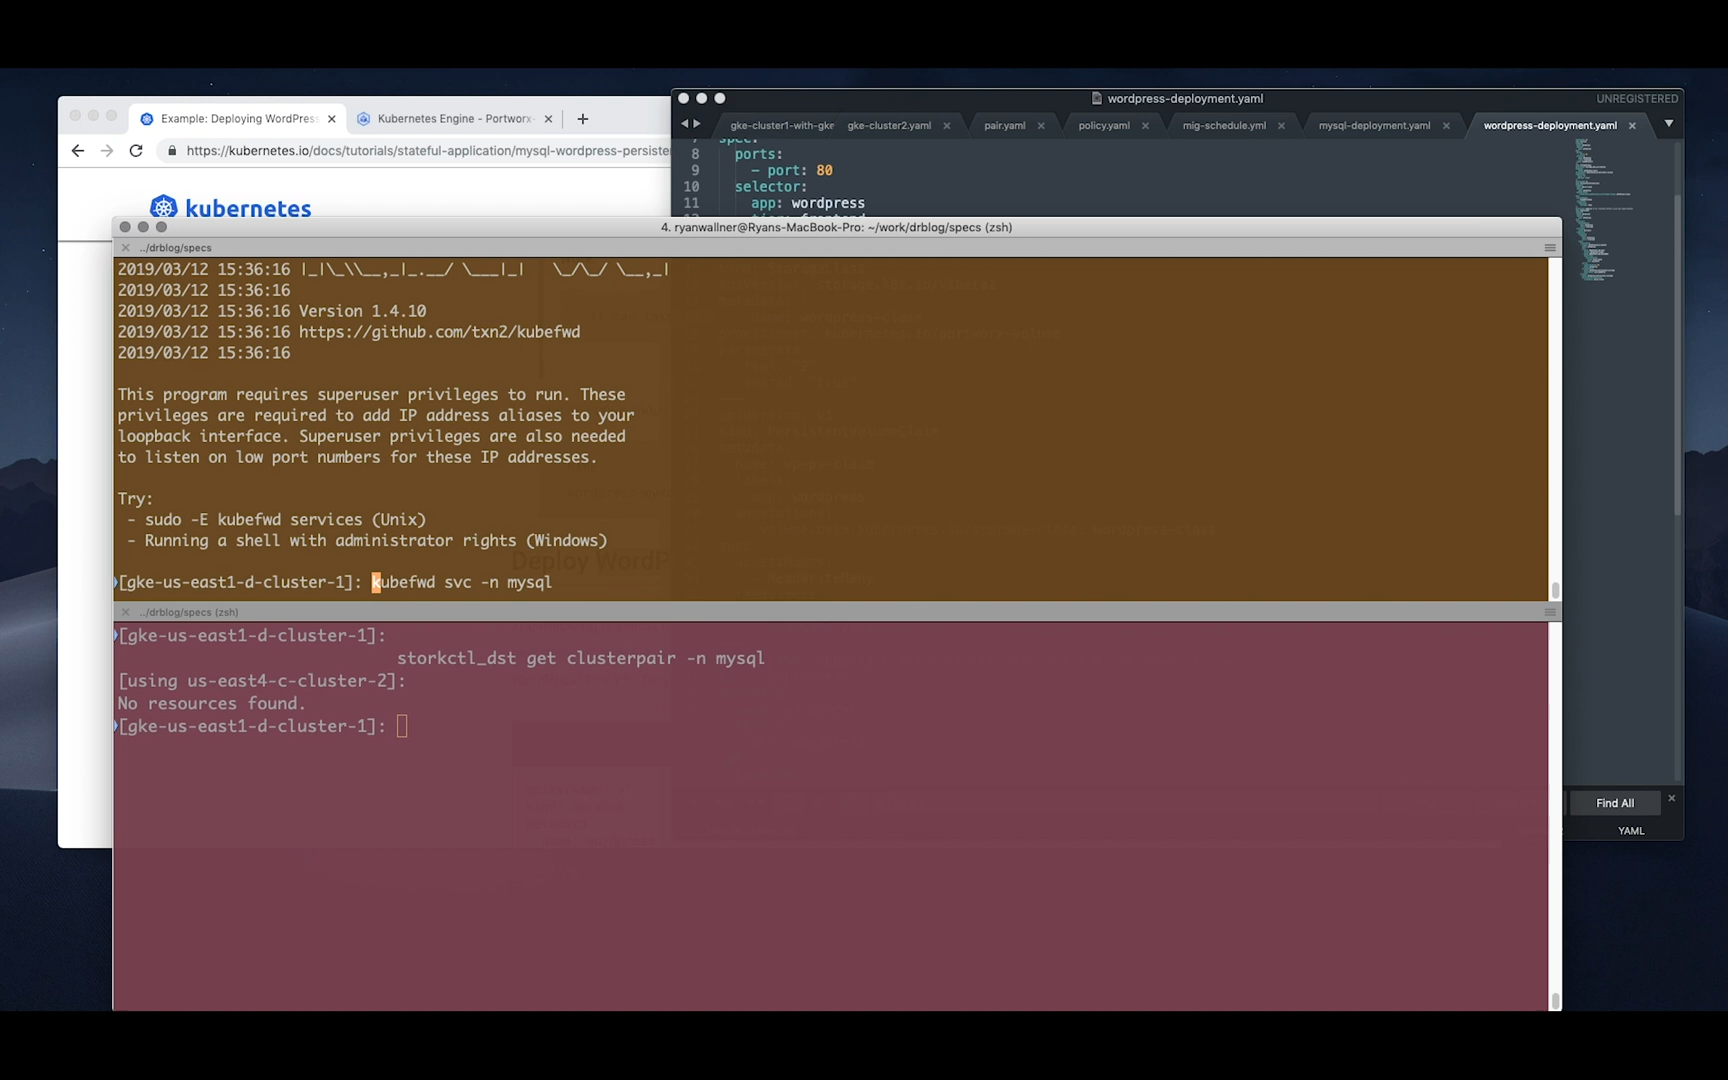 Example: Deploying WordPress
Kubernetes Engine - Portworx-
https://kubernetes.io/docs/tutorials/stateful-application/mysql-wordpress-persiste
kubernetes
wordpress-deployment.yaml
UNREGISTERED
gke-cluster1-with-gke
gke-cluster2.yaml
pair.yaml
policy.yaml
mig-schedule.yml
mysql-deployment.yaml
wordpress-deployment.yaml
spec:
8 ports:
9 - port: 80
10 selector:
11 app: wordpress
4. ryanwallner@Ryans-MacBook-Pro: ~/work/drblog/specs (zsh)
../drblog/specs
2019/03/12 15:36:16 |_|\_\\__,_|_.__/ \___|_|   \_/\_/ \__,_|
2019/03/12 15:36:16
2019/03/12 15:36:16 Version 1.4.10
2019/03/12 15:36:16 https://github.com/txn2/kubefwd
2019/03/12 15:36:16
This program requires superuser privileges to run. These
privileges are required to add IP address aliases to your
loopback interface. Superuser privileges are also needed
to listen on low port numbers for these IP addresses.
Try:
- sudo -E kubefwd services (Unix)
- Running a shell with administrator rights (Windows)
[gke-us-east1-d-cluster-1]: kubefwd svc -n mysql
../drblog/specs (zsh)
[gke-us-east1-d-cluster-1]:
storkctl_dst get clusterpair -n mysql
[using us-east4-c-cluster-2]:
No resources found.
[gke-us-east1-d-cluster-1]:
Find All
YAML
Deploy WordP